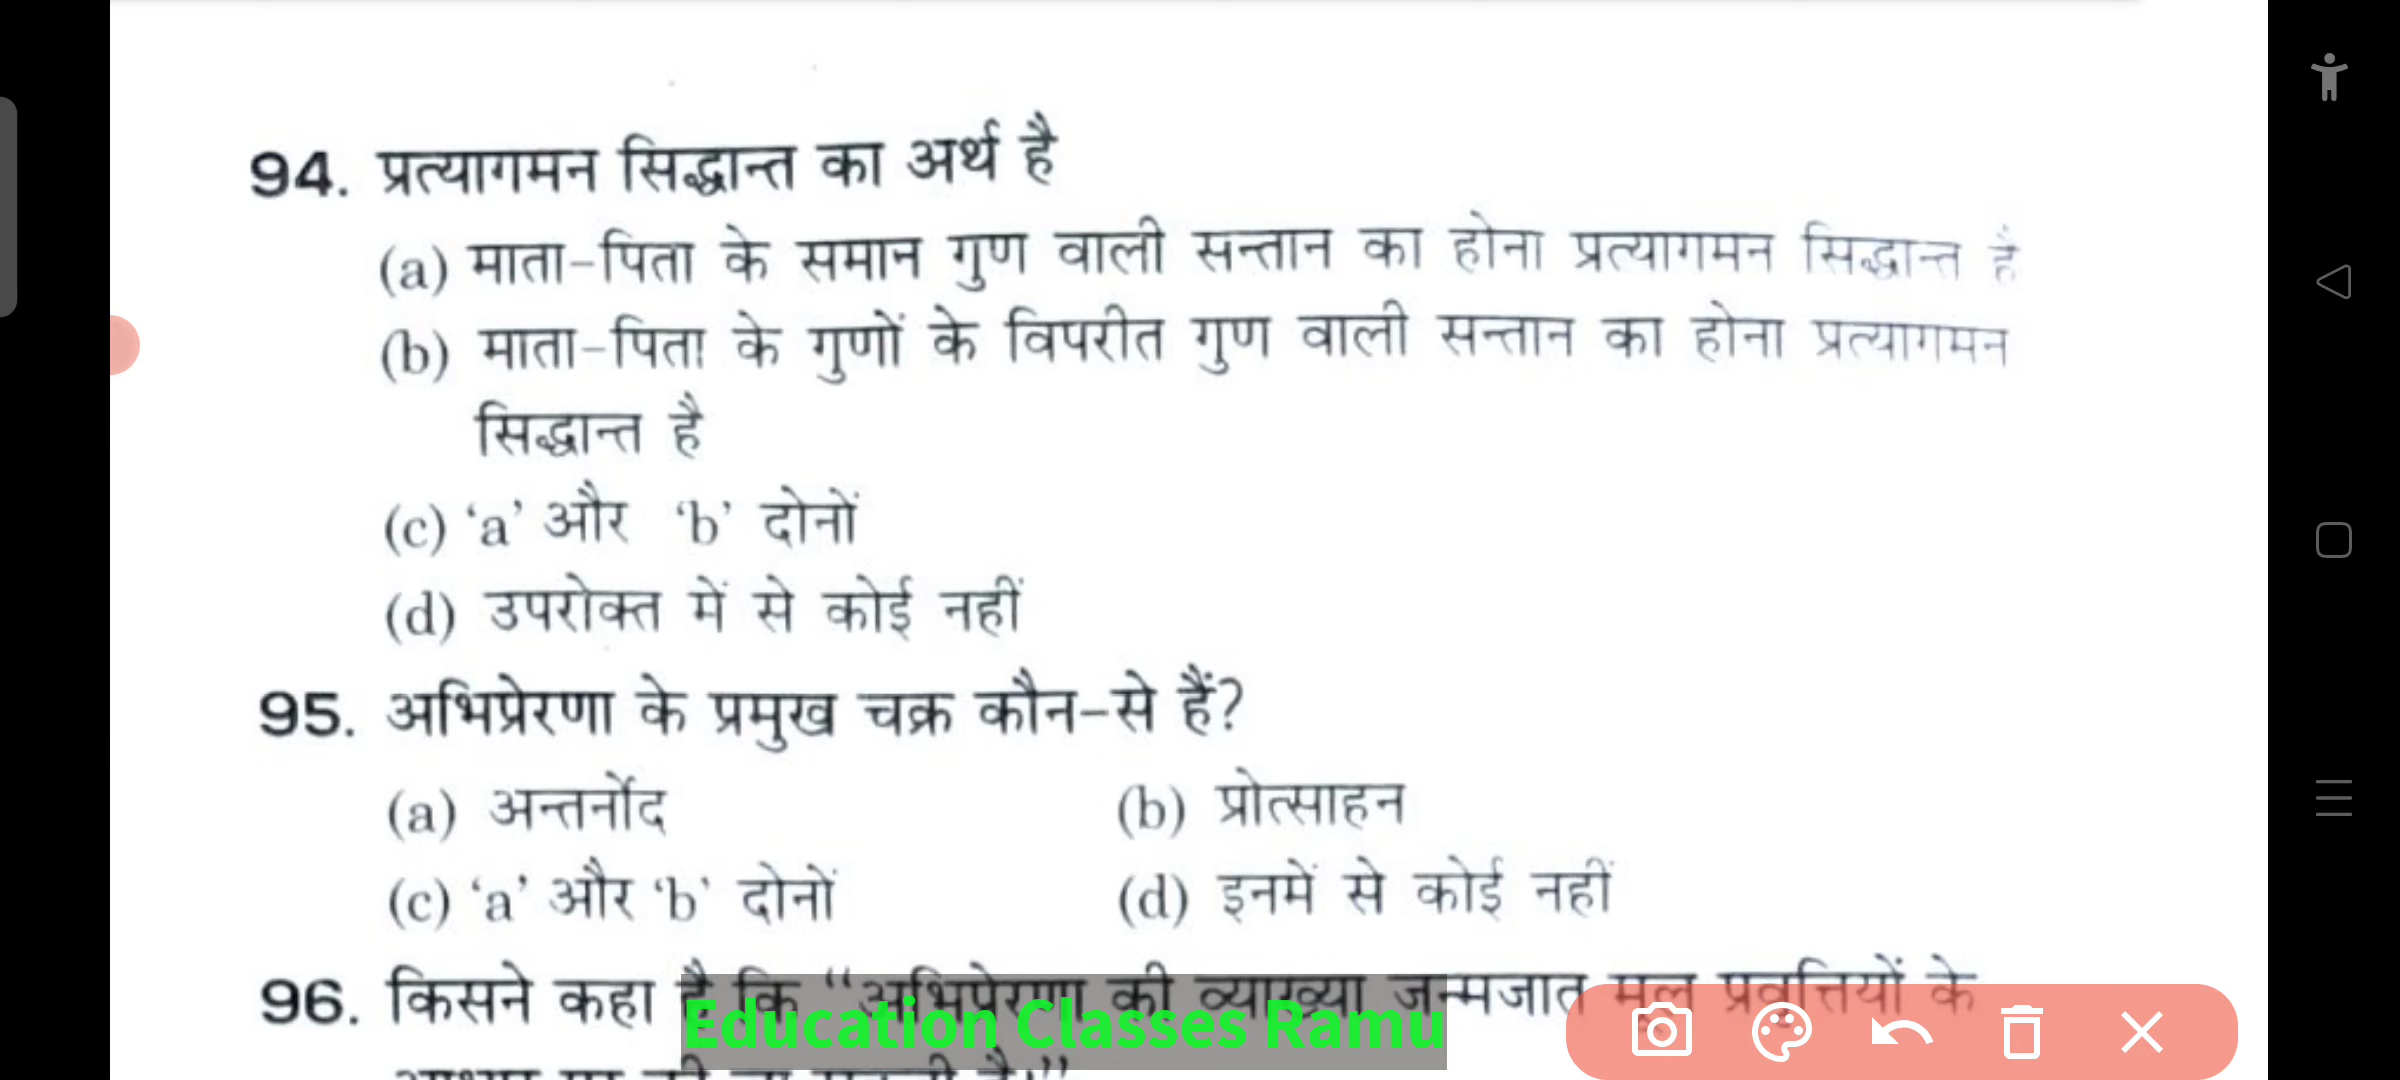 94. प्रत्यागमन सिद्धान्त का अर्थ है
(a) माता-पिता के समान गुण वाली सन्तान का होना प्रत्यागमन सिद्धान्त है
(b) माता-पिता के गुणों के विपरीत गुण वाली सन्तान का होना प्रत्यागमन
सिद्धान्त है
(c) ‘a’ और ‘b’ दोनों
(d) उपरोक्त में से कोई नहीं
95. अभिप्रेरणा के प्रमुख चक्र कौन-से हैं?
(a) अन्तर्नोद (b) प्रोत्साहन
(c) ‘a’ और ‘b’ दोनों (d) इनमें से कोई नहीं
96. किसने कहा है कि “अभिप्रेरणा की व्याख्या जन्मजात मूल प्रवृत्तियों के
Education Classes Ramu